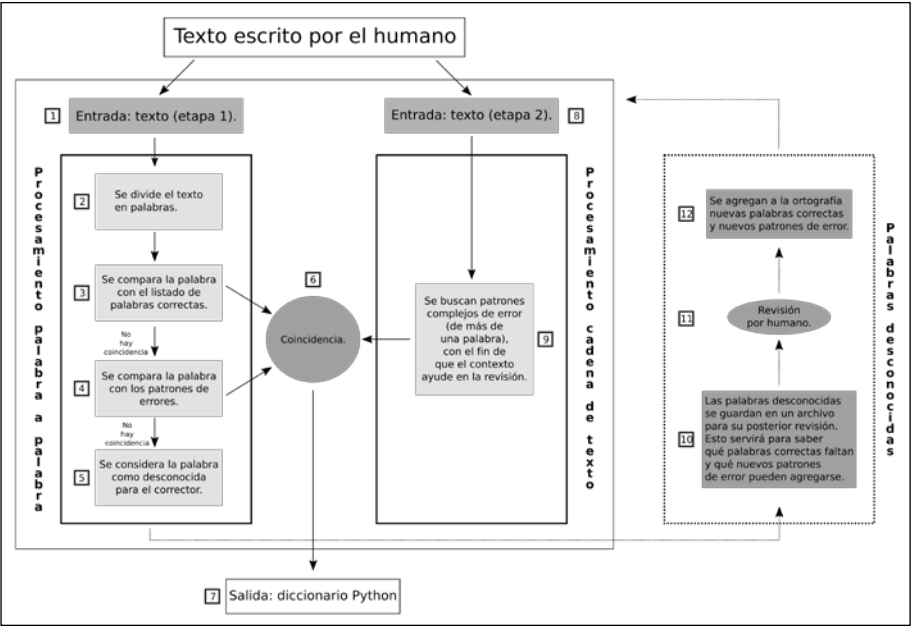 Texto escrito por el humano
1
Entrada: texto (etapa 1).
Procesamiento palabra a palabra
2
Se divide el texto
en palabras.
3
Se compara la palabra
con el listado de
palabras correctas.
No
hay
coincidencia
4
Se compara la palabra
con los patrones de
errores.
No
hay
coincidencia
5
Se considera la palabra
como desconocida
para el corrector.
6
Coincidencia.
7
Salida: diccionario Python
Entrada: texto (etapa 2).
8
Procesamiento cadena de texto
Se buscan patrones
complejos de error
(de más de
una palabra),
con el fin de
que el contexto
ayude en la revisión.
9
Palabras desconocidas
12
Se agregan a la ortografía
nuevas palabras correctas
y nuevos patrones de error.
11
Revisión
por humano.
10
Las palabras desconocidas
se guardan en un archivo
para su posterior revisión.
Esto servirá para saber
qué palabras correctas faltan
y qué nuevos patrones
de error pueden agregarse.